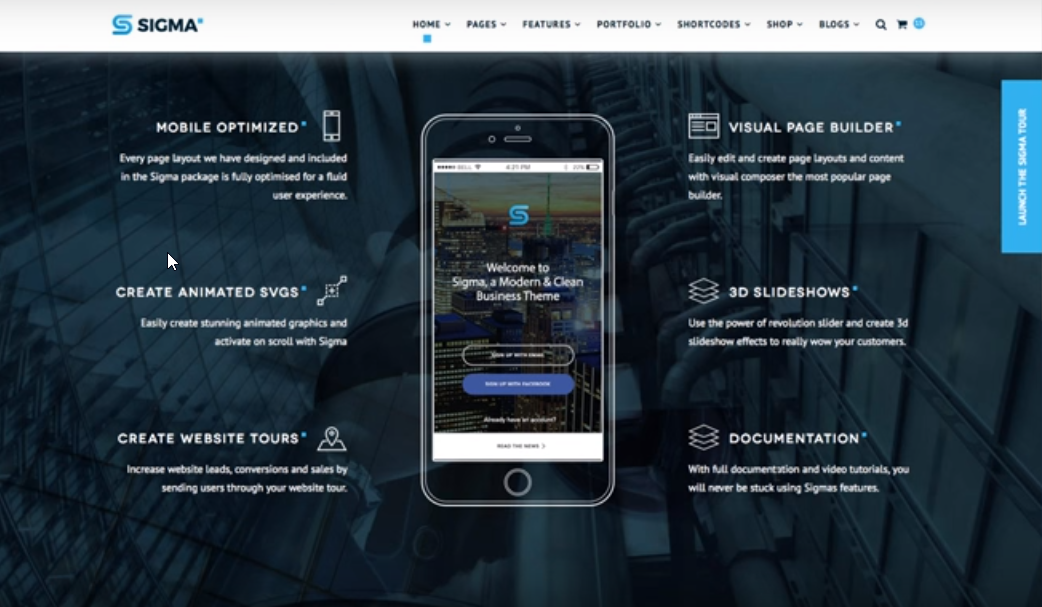 SIGMA
HOME PAGES FEATURES PORTFOLIO SHORTCODES SHOP BLOGS
MOBILE OPTIMIZED
Every page layout we have designed and included
in the Sigma package is fully optimised for a fluid
user experience.
CREATE ANIMATED SVGS
Easily create stunning animated graphics and
activate on scroll with Sigma
CREATE WEBSITE TOURS
Increase website leads, conversions and sales by
sending users through your website tour.
BELL 4:21 PM
Welcome to
Sigma, a Modern & Clean
Business Theme
SIGN UP WITH EMAIL
SIGN UP WITH FACEBOOK
Already have an account?
READ THE NEWS
VISUAL PAGE BUILDER
Easily edit and create page layouts and content
with visual composer the most popular page
builder.
3D SLIDESHOWS
Use the power of revolution slider and create 3d
slideshow effects to really wow your customers.
DOCUMENTATION
With full documentation and video tutorials, you
will never be stuck using Sigmas features.
LAUNCH THE SIGMA TOUR